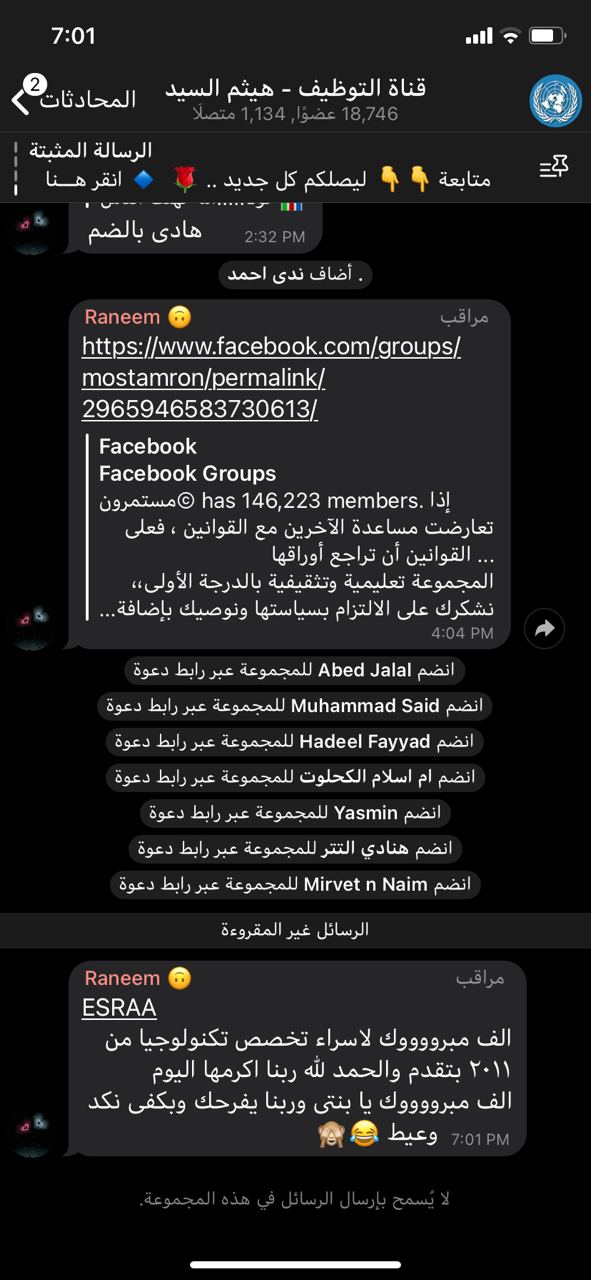 7:01
2
المحادثات
قناة التوظيف - هيثم السيد
18,746 عضوًا, 1,134 متصلًا
الرسالة المثبتة
متابعة 👇👇 ليصلكم كل جديد .. 🌹 🔷 انقر هـــنا
هادى بالضم
2:32 PM
. أضاف ندى احمد
Raneem 🙃
مراقب
https://www.facebook.com/groups/
mostamron/permalink/
2965946583730613/
Facebook
Facebook Groups
مستمرون© has 146,223 members. إذا
تعارضت مساعدة الآخرين مع القوانين ، فعلى
القوانين أن تراجع أوراقها ...
المجموعة تعليمية وتثقيفية بالدرجة الأولى،،
نشكرك على الالتزام بسياستها ونوصيك بإضافة...
4:04 PM
انضم Abed Jalal للمجموعة عبر رابط دعوة
انضم Muhammad Said للمجموعة عبر رابط دعوة
انضم Hadeel Fayyad للمجموعة عبر رابط دعوة
انضم ام اسلام الكحلوت للمجموعة عبر رابط دعوة
انضم Yasmin للمجموعة عبر رابط دعوة
انضم هنادي التتر للمجموعة عبر رابط دعوة
انضم Mirvet n Naim للمجموعة عبر رابط دعوة
الرسائل غير المقروءة
Raneem 🙃
مراقب
ESRAA
الف مبرووووك لاسراء تخصص تكنولوجيا من
٢٠١١ بتقدم والحمد لله ربنا اكرمها اليوم
الف مبرووووك يا بنتى وربنا يفرحك وبكفى نكد
وعيط 😂🙈
7:01 PM
لا يُسمح بإرسال الرسائل في هذه المجموعة.